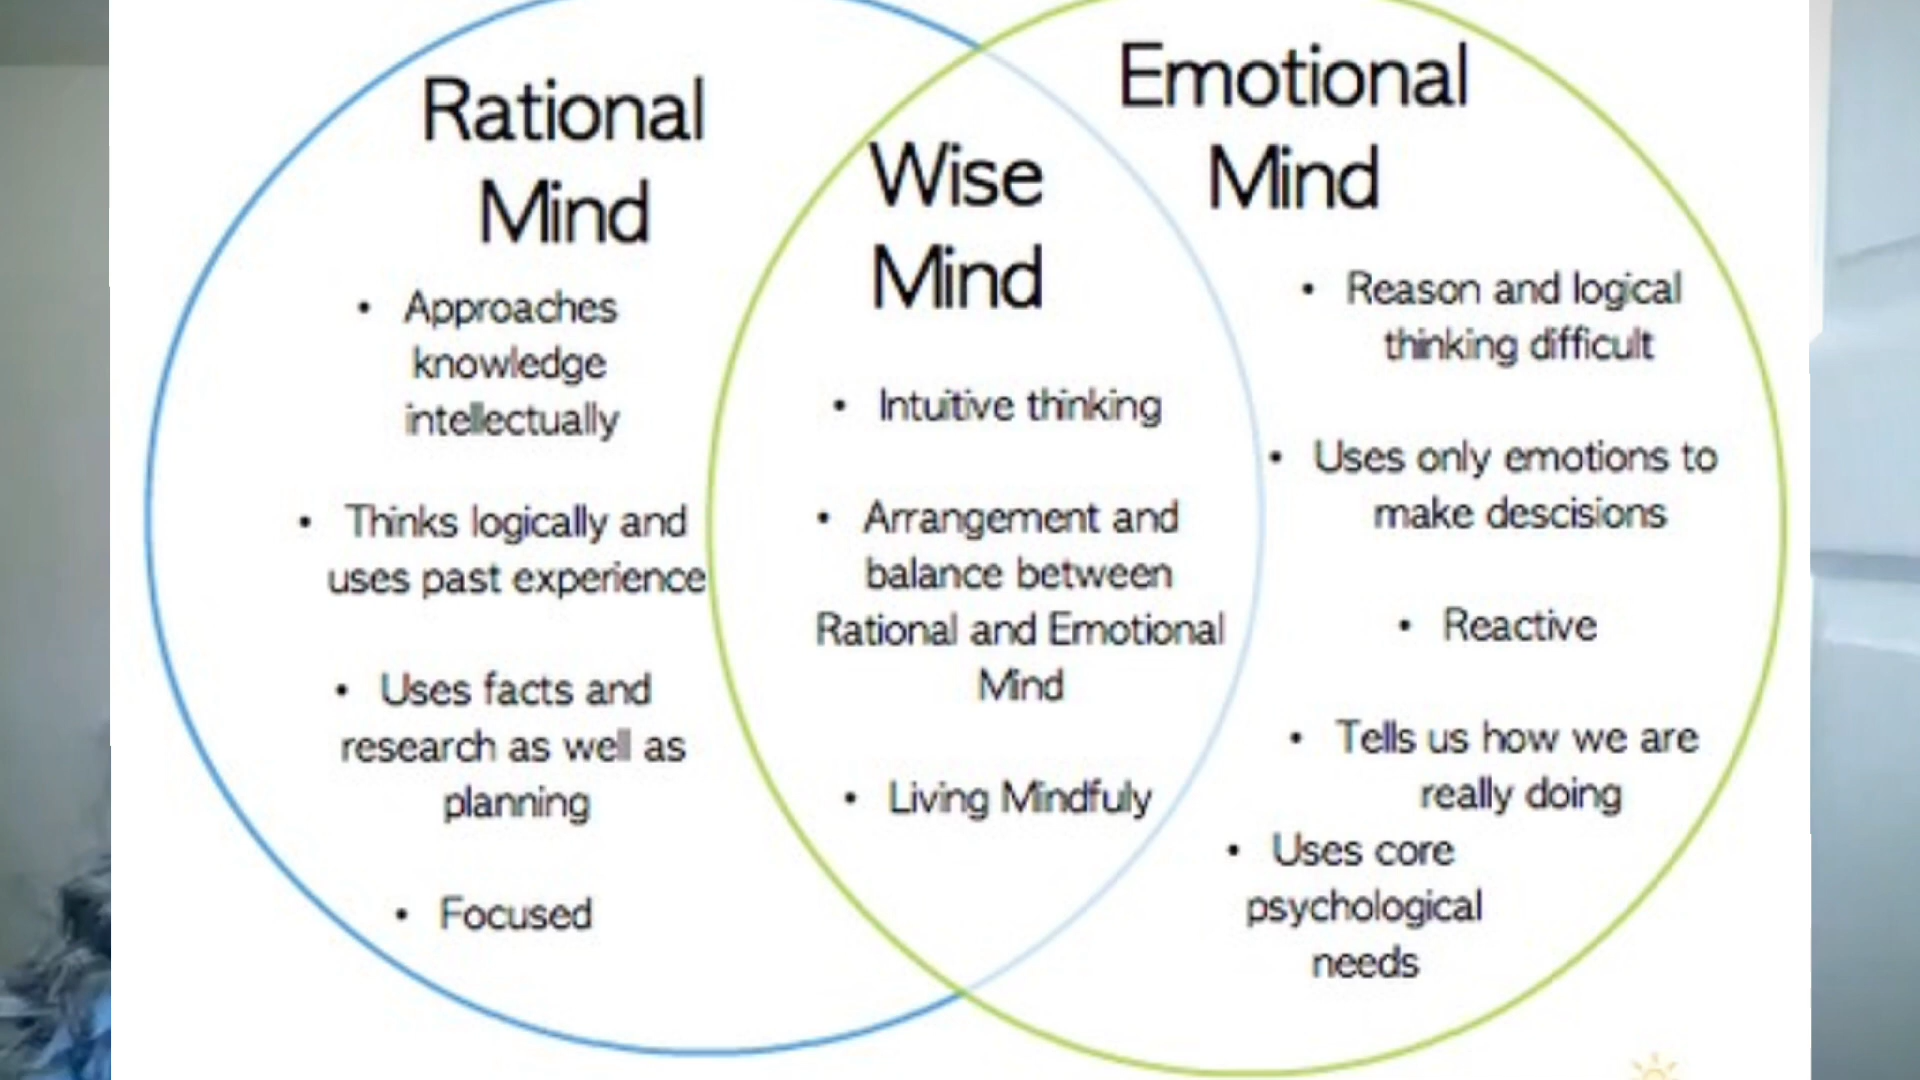 Rational
Mind
• Approaches
knowledge
intellectually
• Thinks logically and
uses past experience
• Uses facts and
research as well as
planning
• Focused
Wise
Mind
• Intuitive thinking
• Arrangement and
balance between
Rational and Emotional
Mind
• Living Mindfuly
Emotional
Mind
• Reason and logical
thinking difficult
• Uses only emotions to
make descisions
• Reactive
• Tells us how we are
really doing
• Uses core
psychological
needs